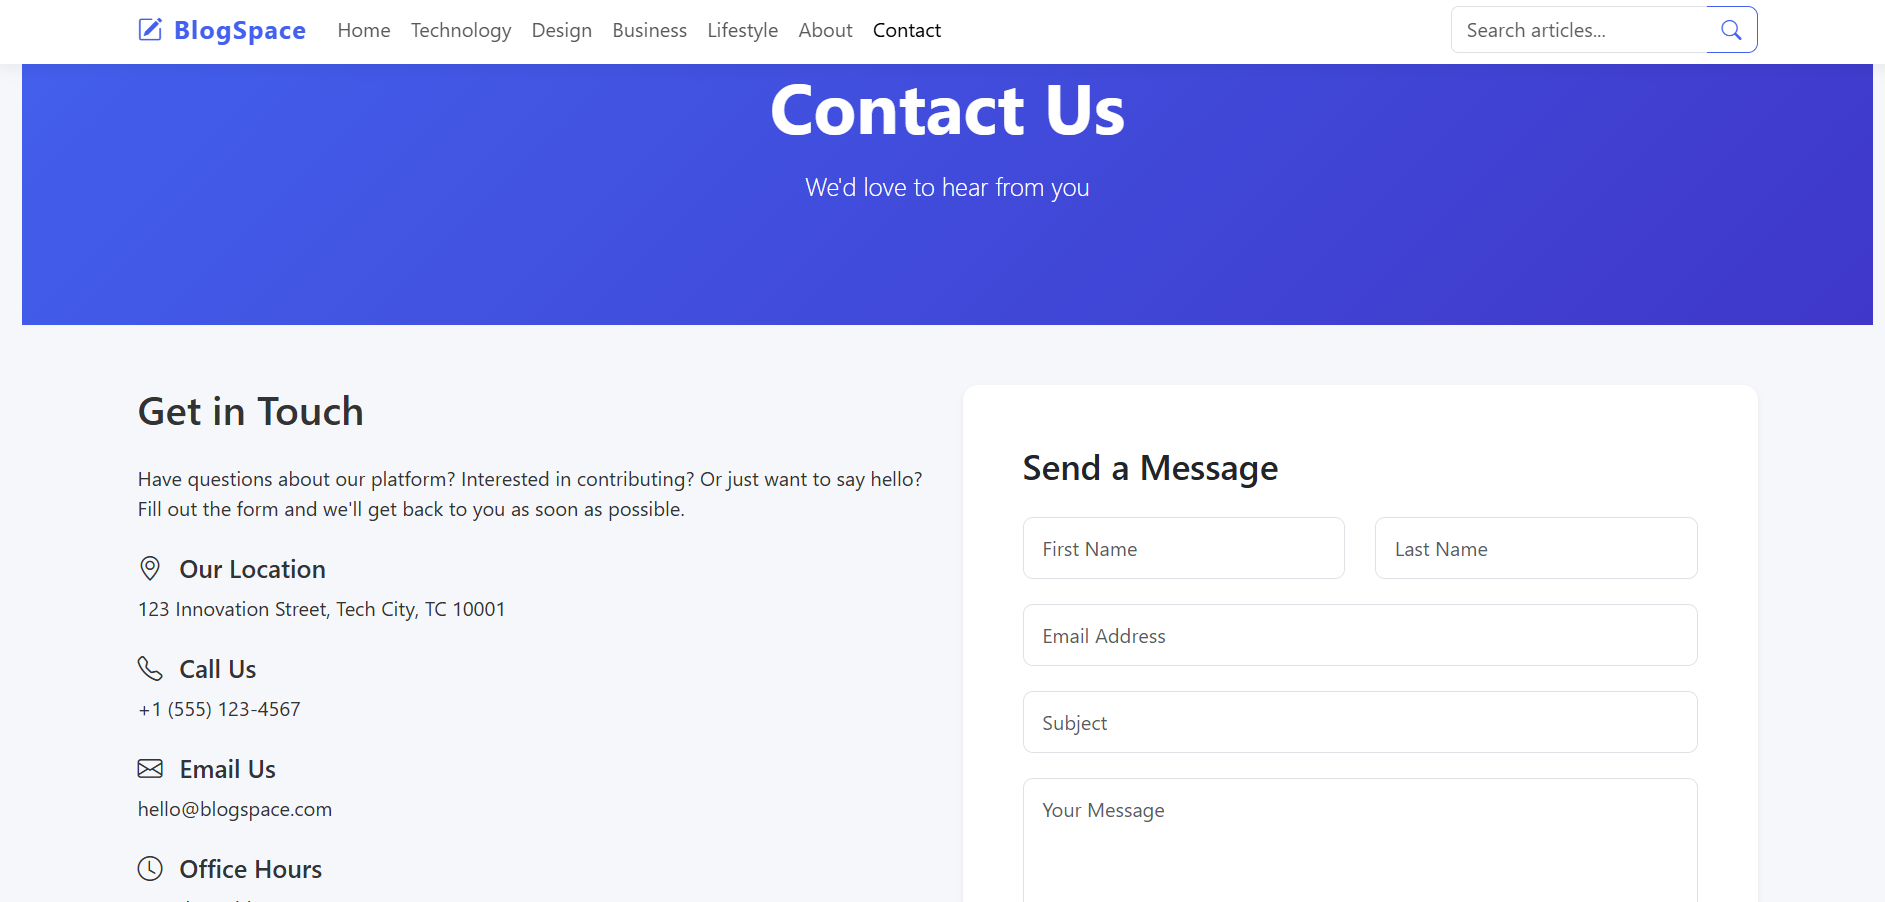 BlogSpace
Home Technology Design Business Lifestyle About Contact
Search articles...
Contact Us
We'd love to hear from you
Get in Touch
Have questions about our platform? Interested in contributing? Or just want to say hello?
Fill out the form and we'll get back to you as soon as possible.
Our Location
123 Innovation Street, Tech City, TC 10001
Call Us
+1 (555) 123-4567
Email Us
hello@blogspace.com
Office Hours
Send a Message
First Name
Last Name
Email Address
Subject
Your Message